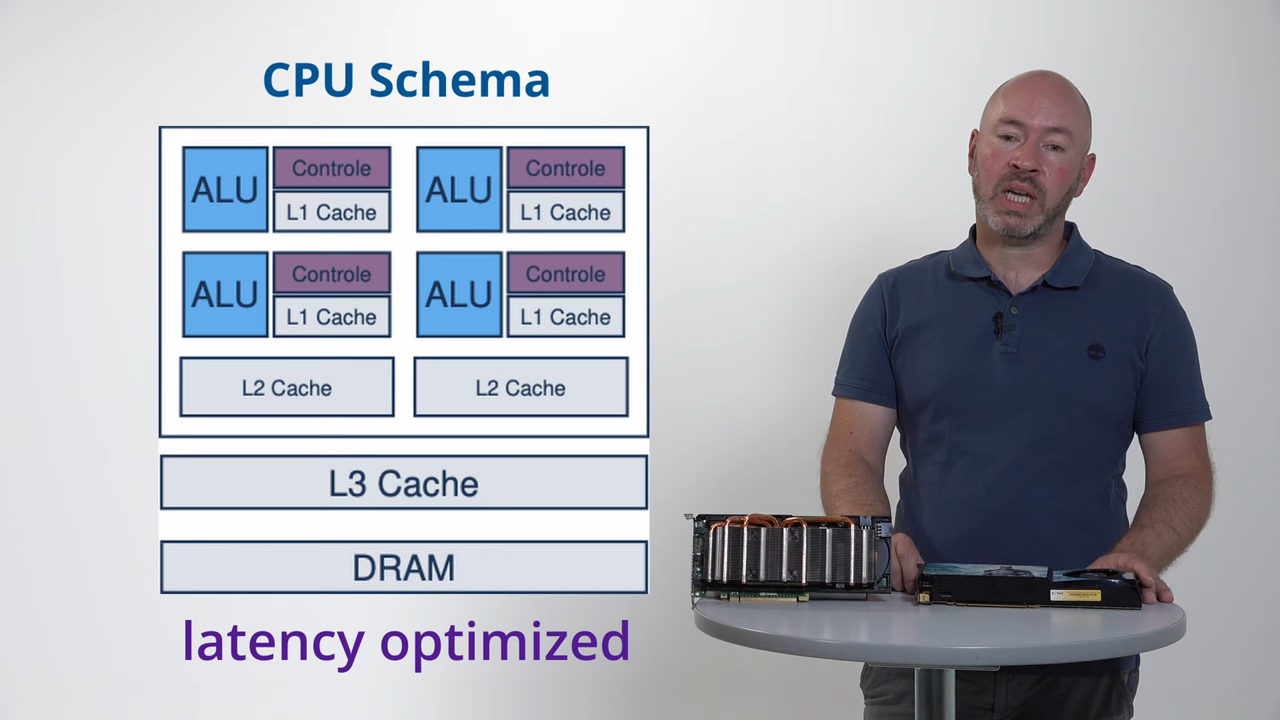 CPU Schema
ALU Controle ALU Controle
L1 Cache L1 Cache
ALU Controle ALU Controle
L1 Cache L1 Cache
L2 Cache L2 Cache
L3 Cache
DRAM
latency optimized